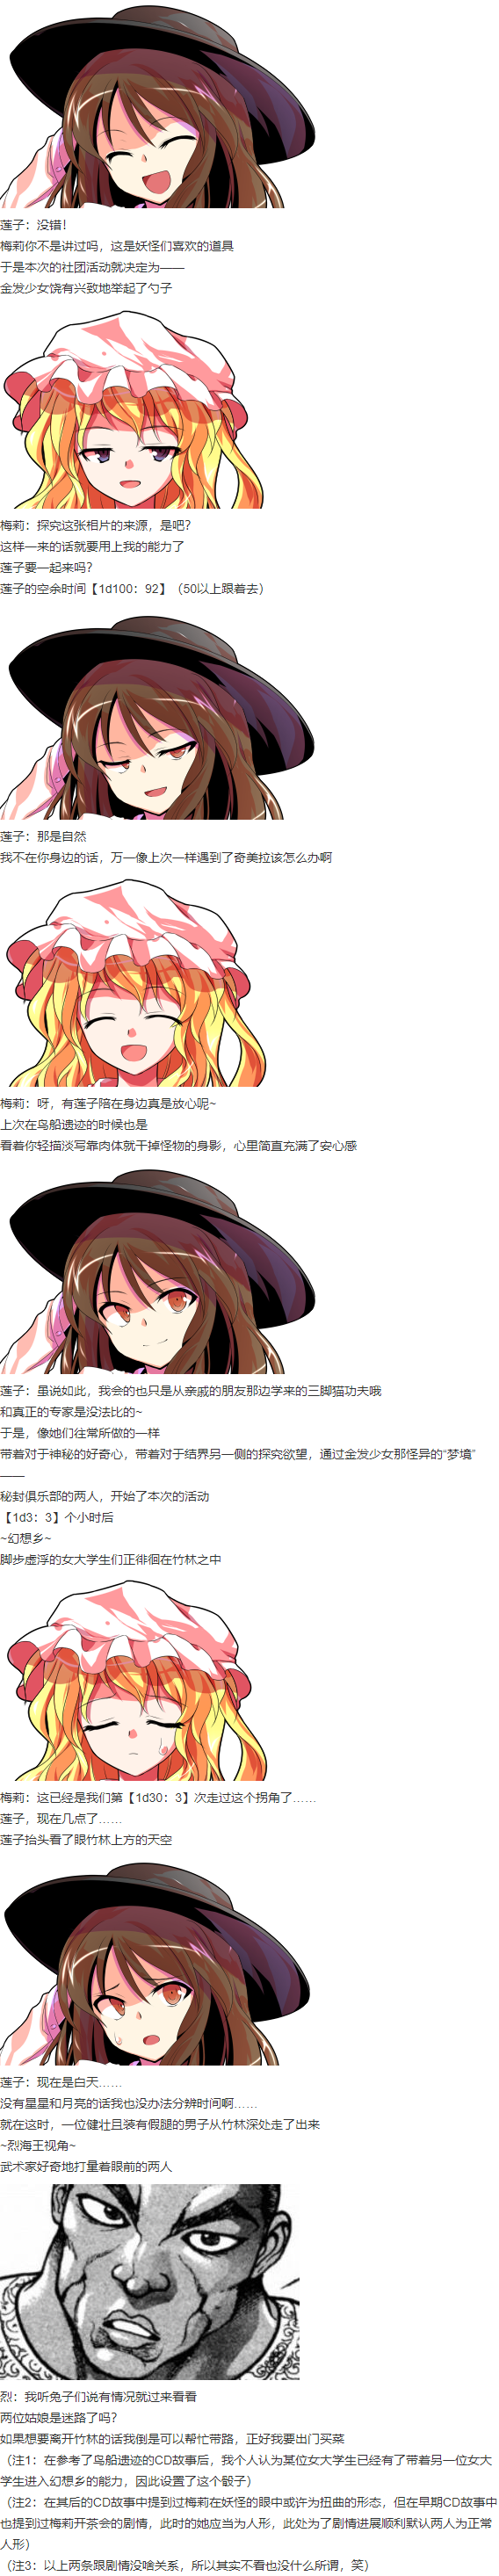 莲子：没错！
梅莉你不是讲过吗，这是妖怪们喜欢的道具
于是本次的社团活动就决定为——
金发少女饶有兴致地举起了勺子
梅莉：探究这张相片的来源，是吧？
这样一来的话就要用上我的能力了
莲子要一起来吗？
莲子的空余时间【1d100：92】（50以上跟着去）
莲子：那是自然
我不在你身边的话，万一像上次一样遇到了奇美拉该怎么办啊
梅莉：呀，有莲子陪在身边真是放心呢~
上次在鸟船遗迹的时候也是
看着你轻描淡写靠肉体就干掉怪物的身影，心里简直充满了安心感
莲子：虽说如此，我会的也只是从亲戚的朋友那边学来的三脚猫功夫哦
和真正的专家是没法比的~
于是，像她们往常所做的一样
带着对于神秘的好奇心，带着对于结界另一侧的探究欲望，通过金发少女那怪异的“梦境”
——
秘封俱乐部的两人，开始了本次的活动
【1d3：3】个小时后
~幻想乡~
脚步虚浮的女大学生们正徘徊在竹林之中
梅莉：这已经是我们第【1d30：3】次走过这个拐角了……
莲子，现在几点了……
莲子抬头看了眼竹林上方的天空
莲子：现在是白天……
没有星星和月亮的话我也没办法分辨时间啊……
就在这时，一位健壮且装有假腿的男子从竹林深处走了出来
~烈海王视角~
武术家好奇地打量着眼前的两人
烈：我听兔子们说有情况就过来看看
两位姑娘是迷路了吗？
如果想要离开竹林的话我倒是可以帮忙带路，正好我要出门买菜
（注1：在参考了鸟船遗迹的CD故事后，我个人认为某位女大学生已经有了带着另一位女大
学生进入幻想乡的能力，因此设置了这个骰子）
（注2：在其后的CD故事中提到过梅莉在妖怪的眼中或许为扭曲的形态，但在早期CD故事中
也提到过梅莉开茶会的剧情，此时的她应当为人形，此处为了剧情进展顺利默认两人为正常
人形）
（注3：以上两条跟剧情没啥关系，所以其实不看也没什么所谓，笑）